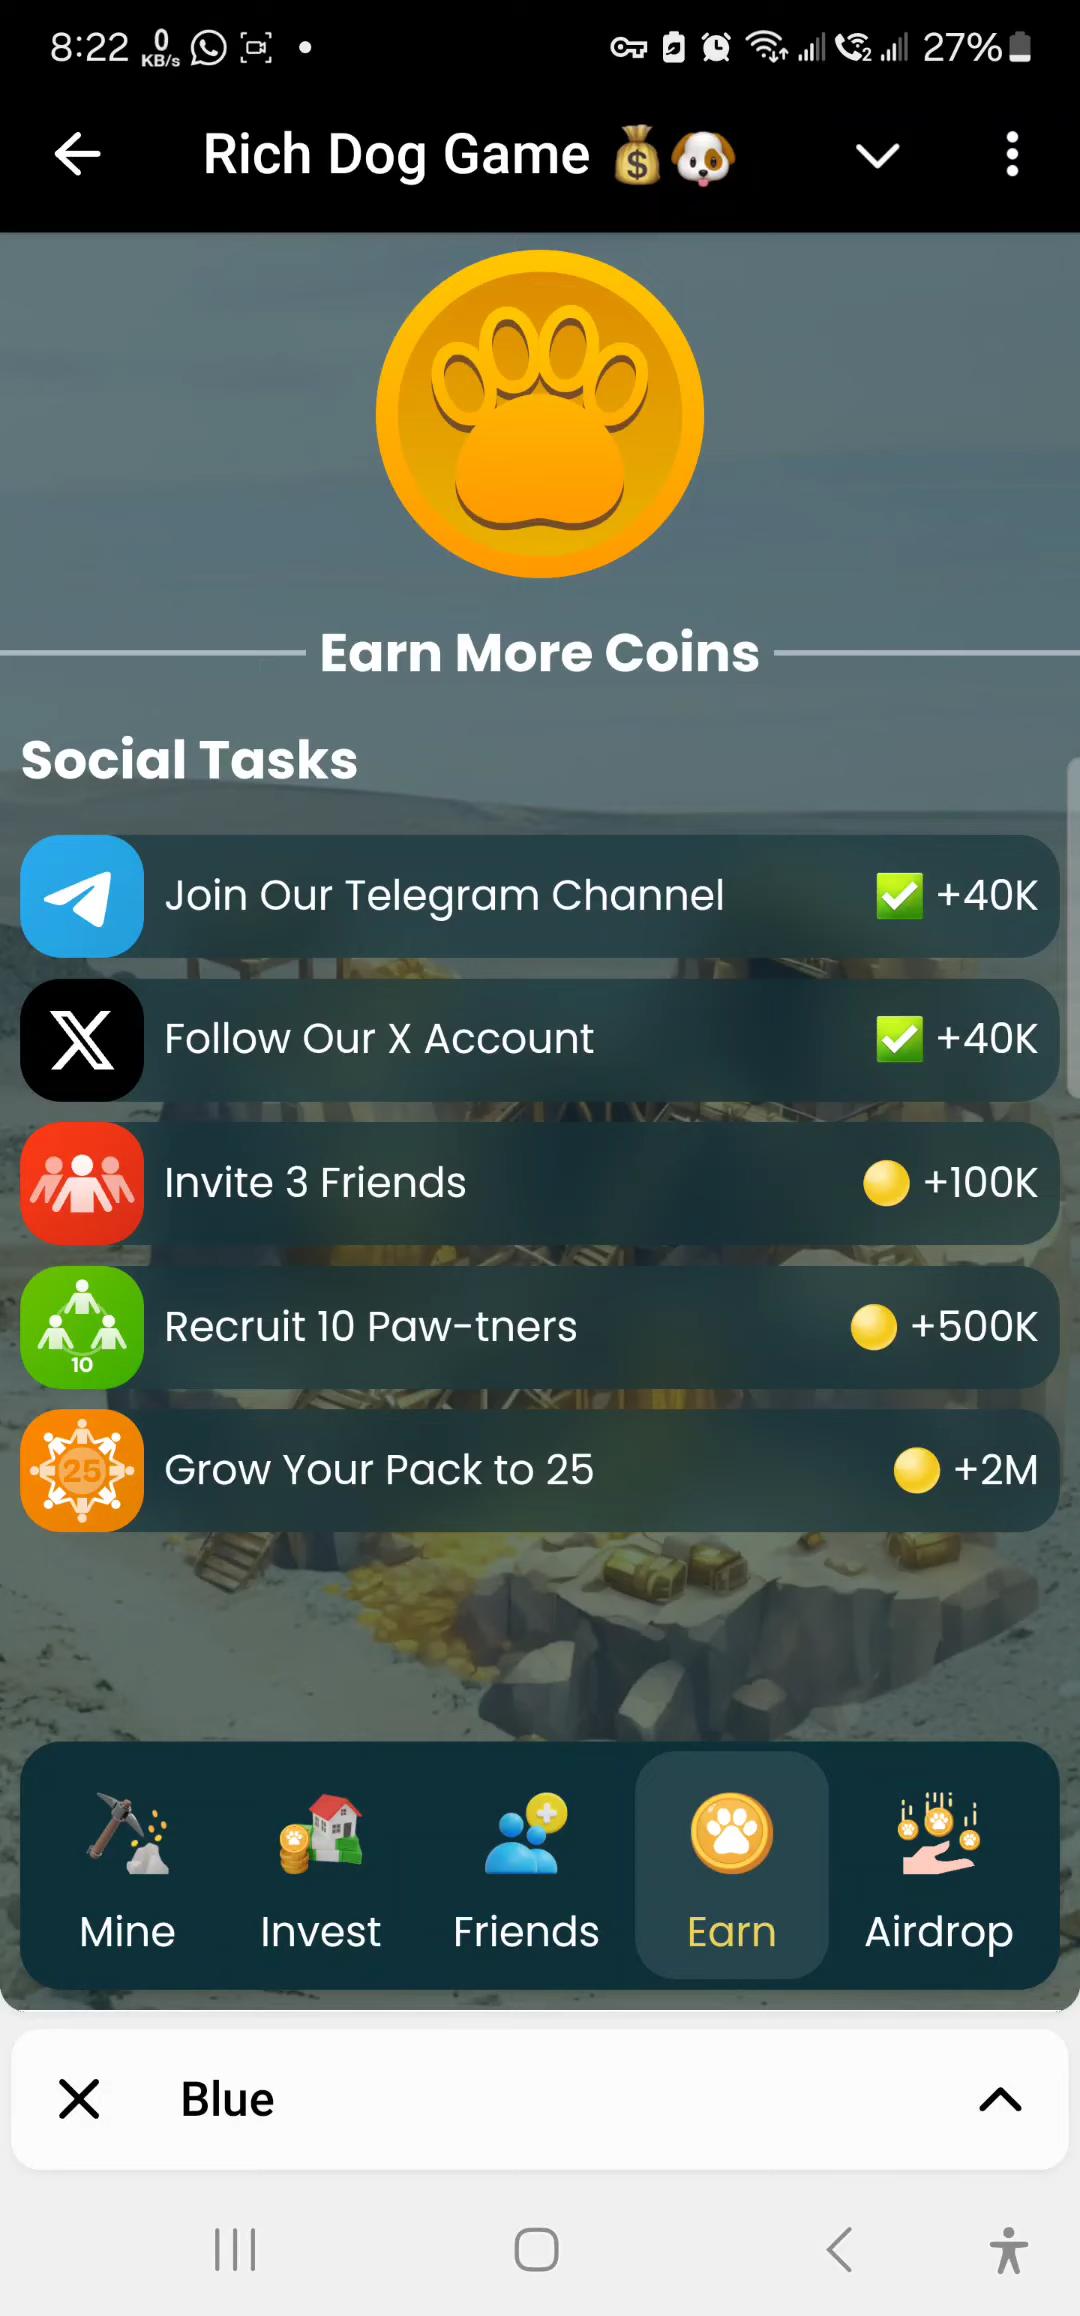 8:22 0 KB/s 2 27%
Rich Dog Game 💰🐶
Earn More Coins
Social Tasks
Join Our Telegram Channel ✅ +40K
Follow Our X Account ✅ +40K
Invite 3 Friends +100K
10 Recruit 10 Paw-tners +500K
25 Grow Your Pack to 25 +2M
Mine Invest Friends Earn Airdrop
Blue